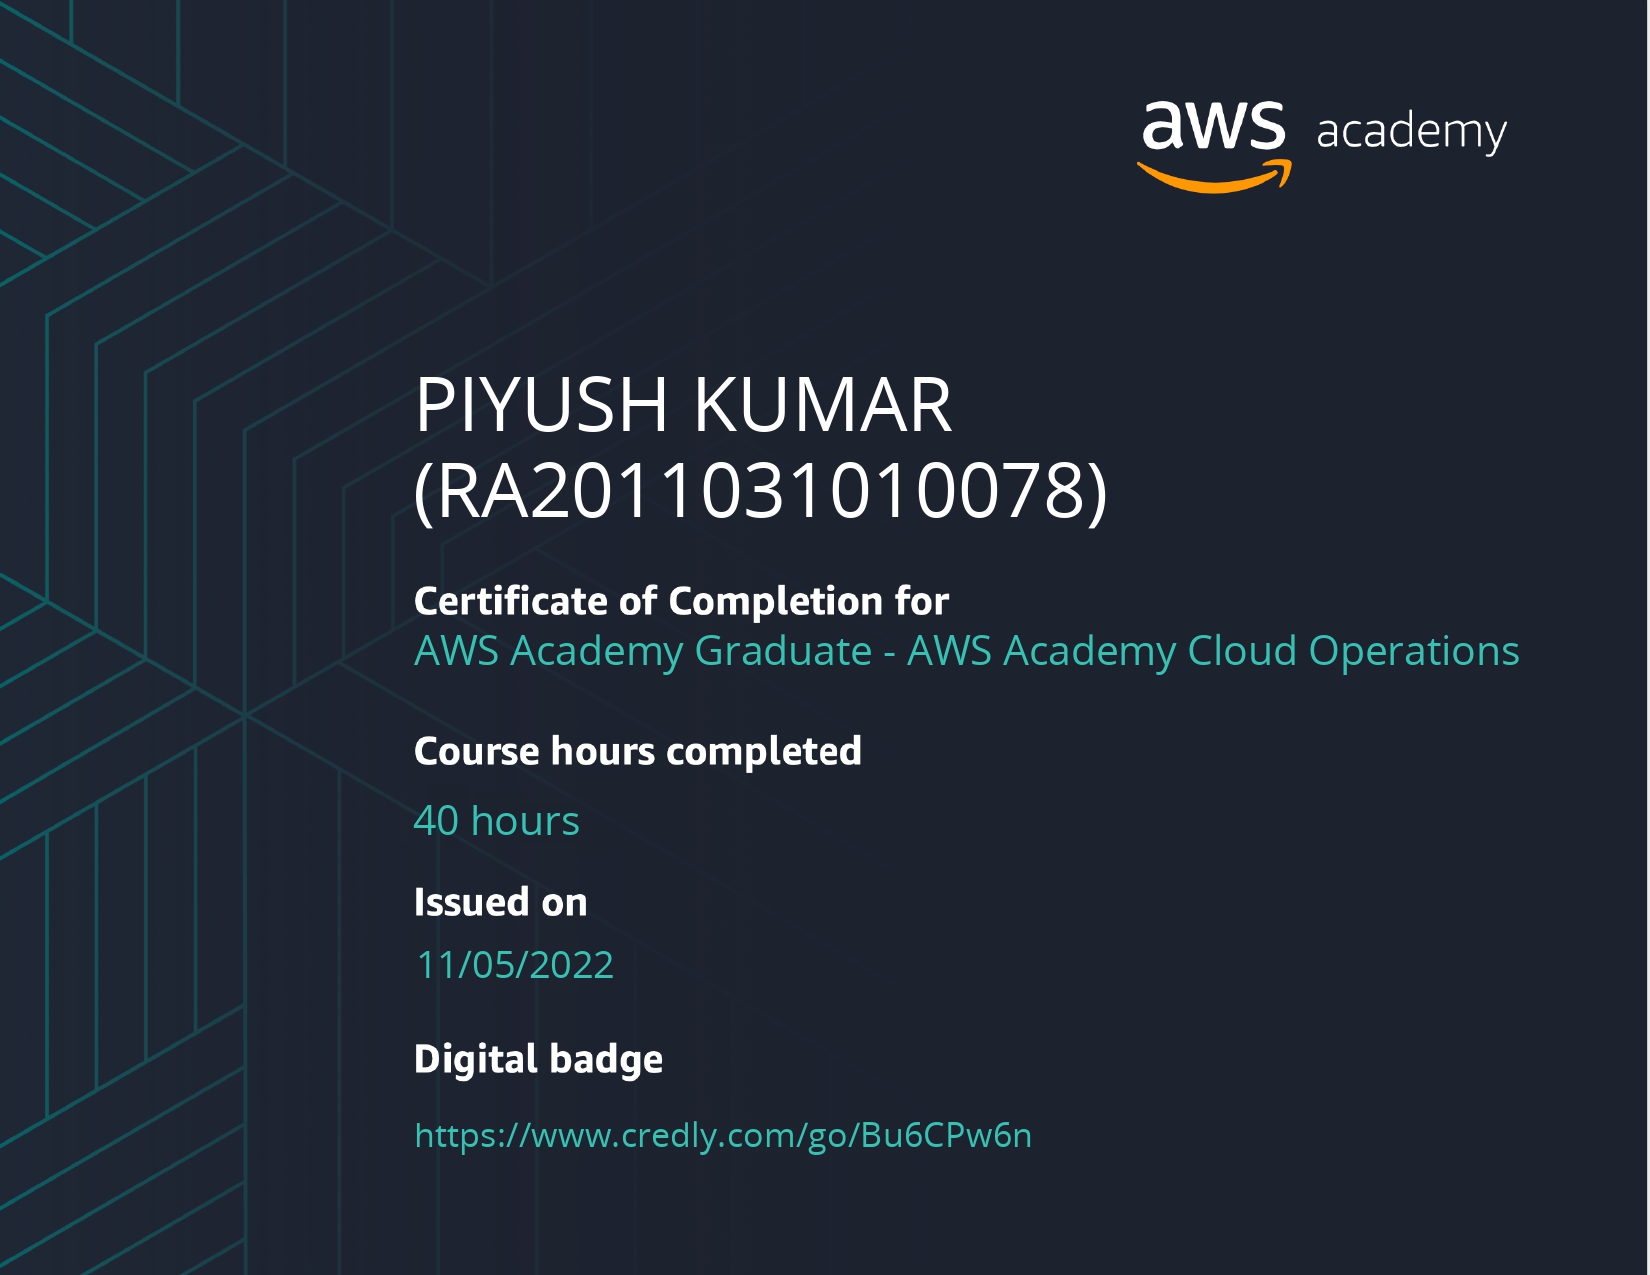 aws academy
PIYUSH KUMAR
(RA2011031010078)
Certificate of Completion for
AWS Academy Graduate - AWS Academy Cloud Operations
Course hours completed
40 hours
Issued on
11/05/2022
Digital badge
https://www.credly.com/go/Bu6CPw6n